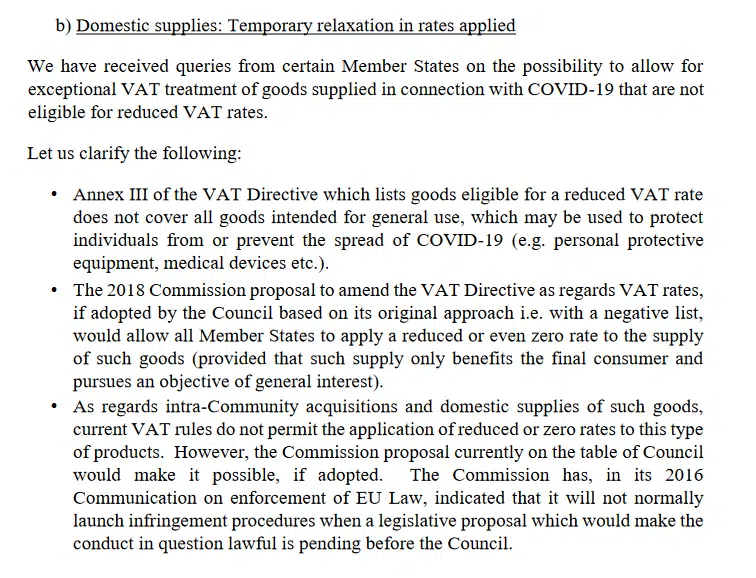 b) Domestic supplies: Temporary relaxation in rates applied
We have received queries from certain Member States on the possibility to allow for
exceptional VAT treatment of goods supplied in connection with COVID-19 that are not
eligible for reduced VAT rates.
Let us clarify the following:
• Annex III of the VAT Directive which lists goods eligible for a reduced VAT rate
does not cover all goods intended for general use, which may be used to protect
individuals from or prevent the spread of COVID-19 (e.g. personal protective
equipment, medical devices etc.).
• The 2018 Commission proposal to amend the VAT Directive as regards VAT rates,
if adopted by the Council based on its original approach i.e. with a negative list,
would allow all Member States to apply a reduced or even zero rate to the supply
of such goods (provided that such supply only benefits the final consumer and
pursues an objective of general interest).
• As regards intra-Community acquisitions and domestic supplies of such goods,
current VAT rules do not permit the application of reduced or zero rates to this type
of products. However, the Commission proposal currently on the table of Council
would make it possible, if adopted. The Commission has, in its 2016
Communication on enforcement of EU Law, indicated that it will not normally
launch infringement procedures when a legislative proposal which would make the
conduct in question lawful is pending before the Council.